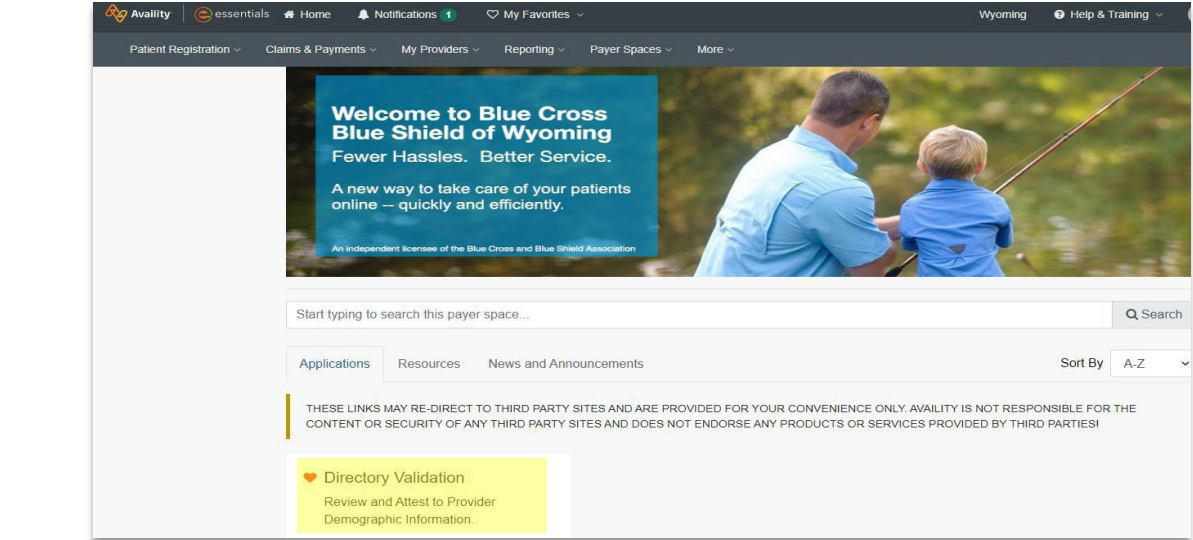 Availity essentials Home Notifications 1 My Favorites Wyoming Help & Training
Patient Registration Claims & Payments My Providers Reporting Payer Spaces More
Welcome to Blue Cross
Blue Shield of Wyoming
Fewer Hassles. Better Service.
A new way to take care of your patients
online -- quickly and efficiently.
An independent licensee of the Blue Cross and Blue Shield Association
Start typing to search this payer space... Search
Applications Resources News and Announcements Sort By A-Z
THESE LINKS MAY RE-DIRECT TO THIRD PARTY SITES AND ARE PROVIDED FOR YOUR CONVENIENCE ONLY. AVAILITY IS NOT RESPONSIBLE FOR THE
CONTENT OR SECURITY OF ANY THIRD PARTY SITES AND DOES NOT ENDORSE ANY PRODUCTS OR SERVICES PROVIDED BY THIRD PARTIES!
Directory Validation
Review and Attest to Provider
Demographic Information.